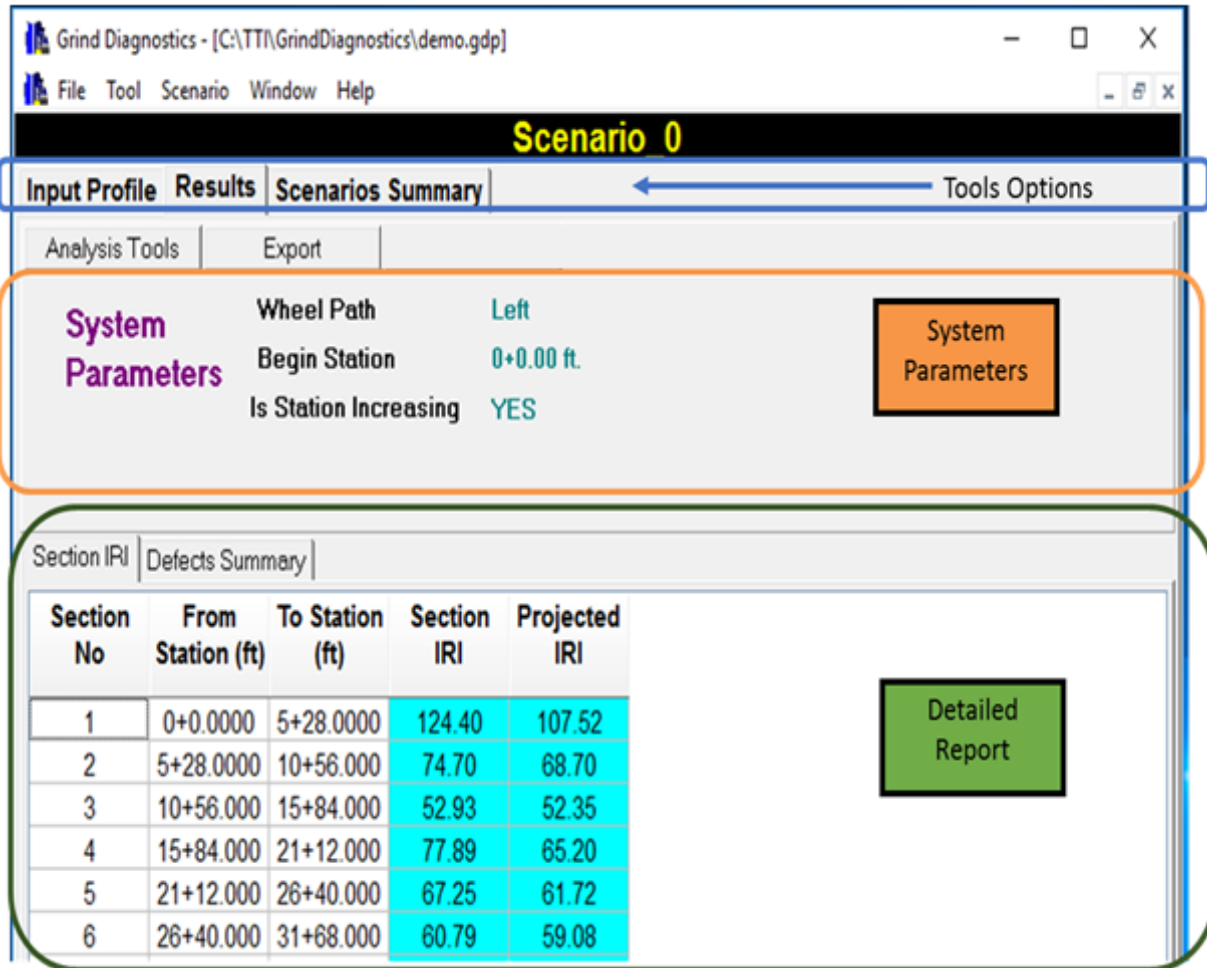 Grind Diagnostics - [C:\TTI\GrindDiagnostics\demo.gdp]
File Tool Scenario Window Help
Scenario_0
Input Profile Results Scenarios Summary Tools Options
Analysis Tools Export
System Parameters
Wheel Path Left
Begin Station 0+0.00 ft.
Is Station Increasing YES
System
Parameters
Section IRI Defects Summary
Section No From Station (ft) To Station (ft) Section IRI Projected IRI
1 0+0.0000 5+28.0000 124.40 107.52
2 5+28.0000 10+56.000 74.70 68.70
3 10+56.000 15+84.000 52.93 52.35
4 15+84.000 21+12.000 77.89 65.20
5 21+12.000 26+40.000 67.25 61.72
6 26+40.000 31+68.000 60.79 59.08
Detailed
Report